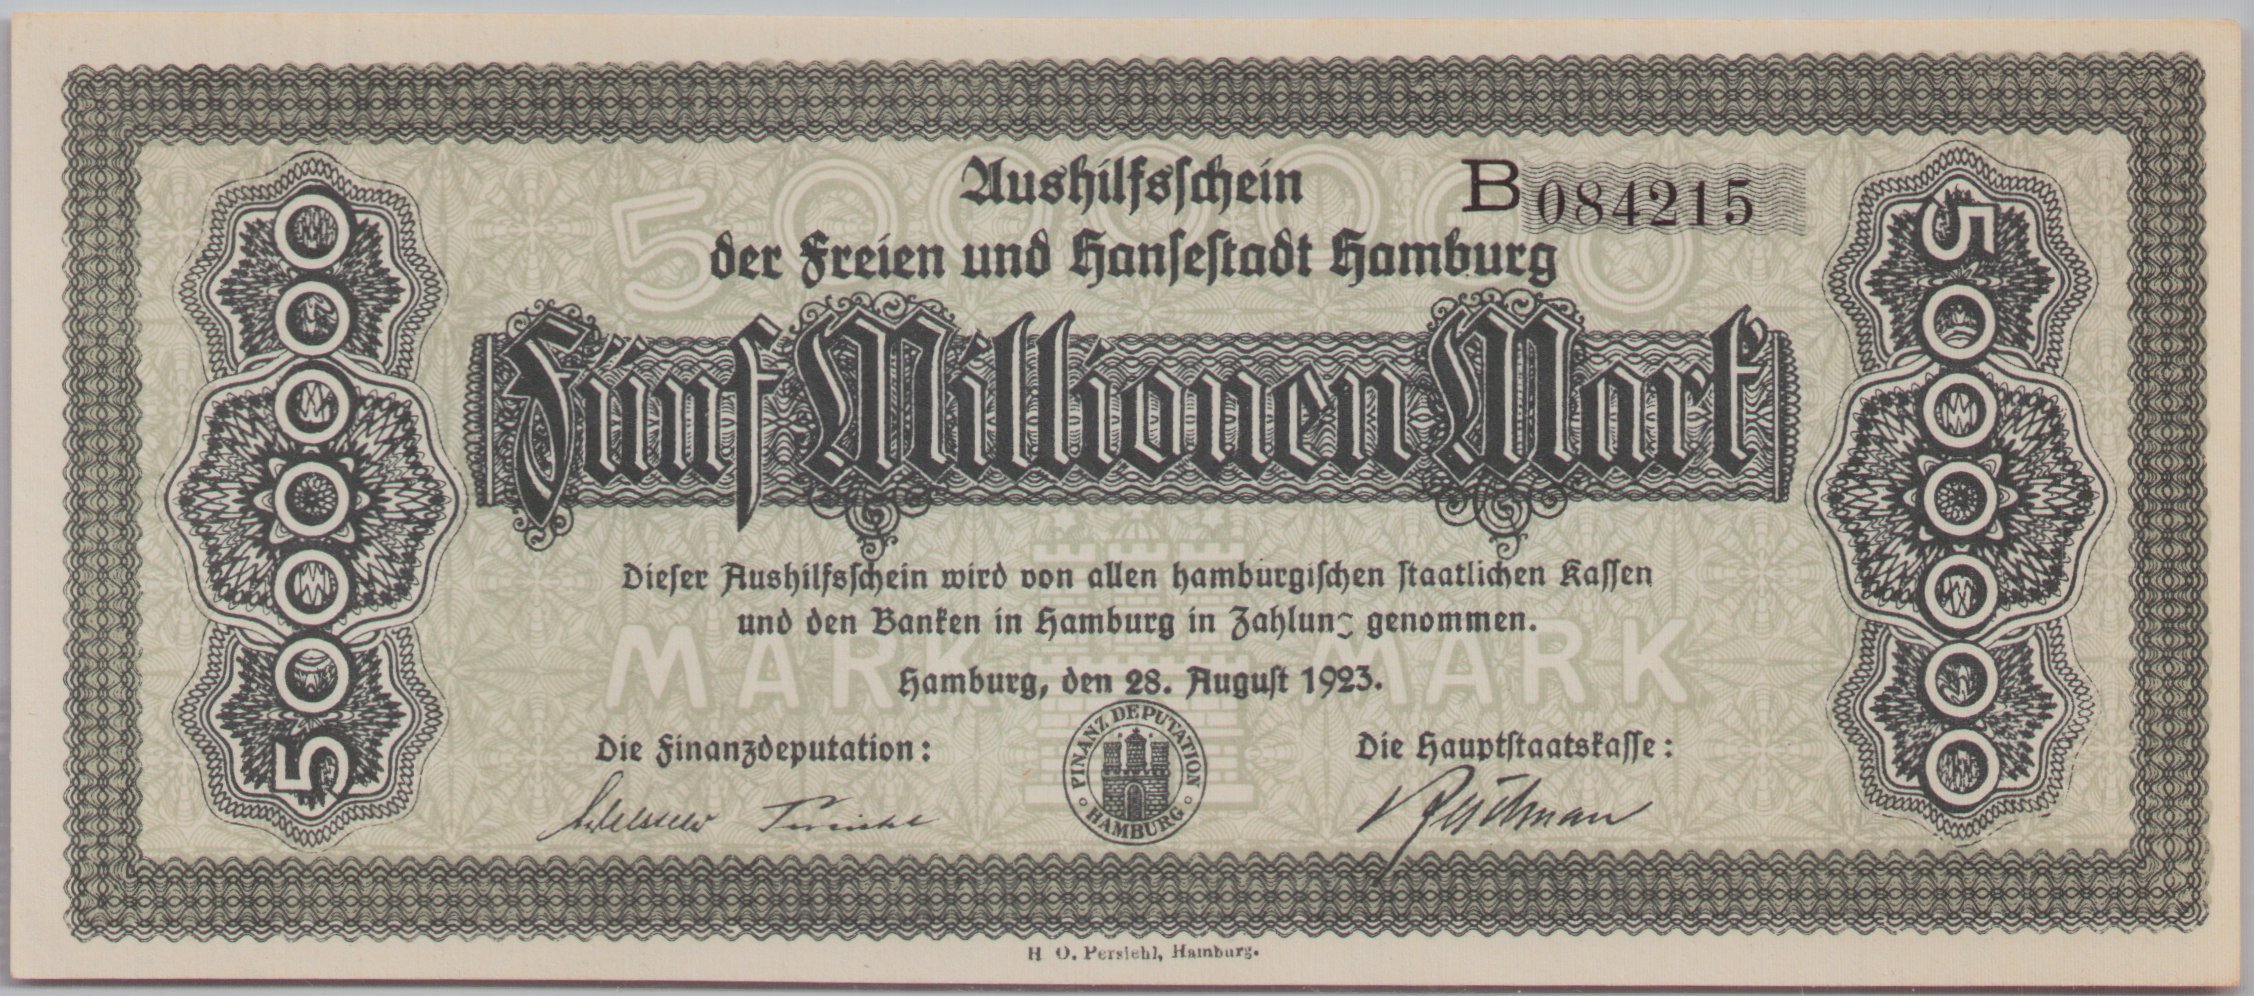 Aushilfsschein
B 084215
der Freien und Hansestadt Hamburg
5000000
Fünf Millionen Mark
5000000
5000000
Dieser Aushilfsschein wird von allen hamburgischen staatlichen Kassen
und den Banken in Hamburg in Zahlung genommen.
MARK MARK
Hamburg, den 28. August 1923.
Die Finanzdeputation:
FINANZDEPUTATION HAMBURG
Die Hauptstaatskasse:
H. O. Persiehl, Hamburg.